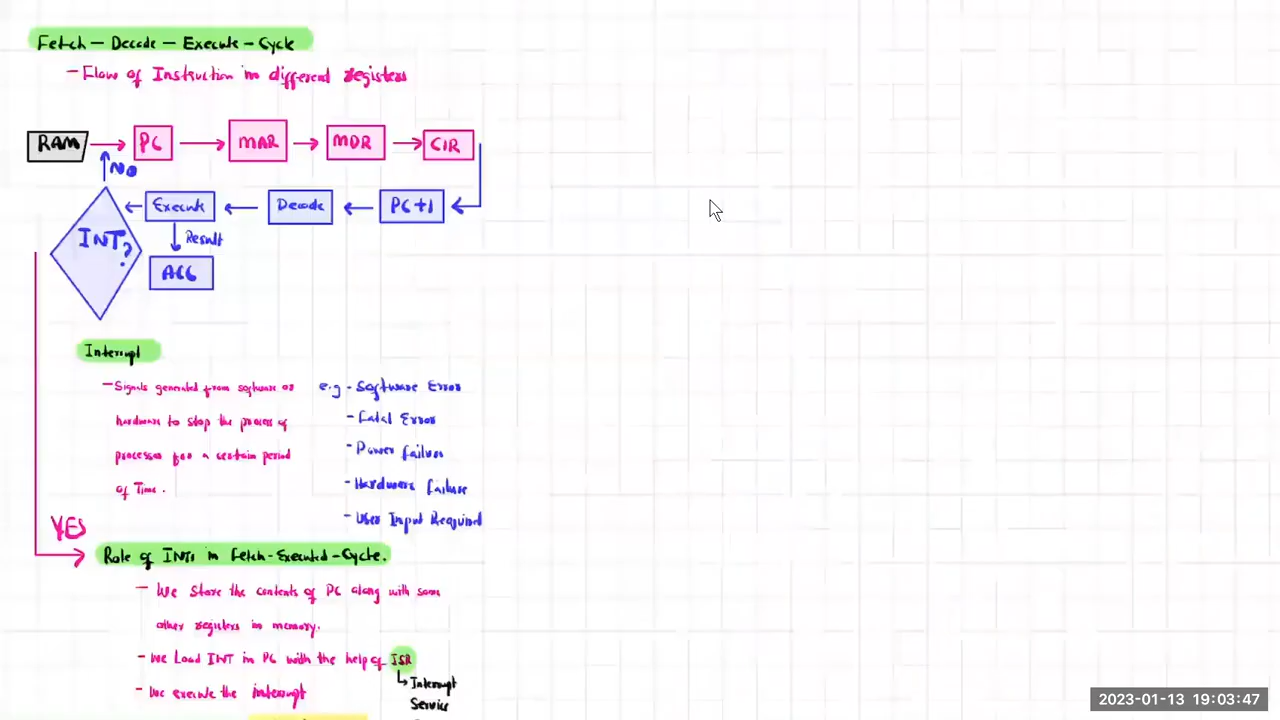 Fetch - Decode - Execute - Cycle
- Flow of Instruction in different registers
RAM PC MAR MDR CIR
NO
Execute Decode PC+1
INT?
Result
ACC
Interrupt
- Signals generated from software or
hardware to stop the process of
processor for a certain period
of Time.
e.g - Software Error
- Fatal Error
- Power failure
- Hardware failure
- User Input Required
YES
Role of INTs in Fetch-Executed-Cycle.
- We Store the contents of PC along with some
other registers in memory.
- We Load INT in PC with the help of ISR
- We execute the interrupt
Interrupt
Service
2023-01-13 19:03:47